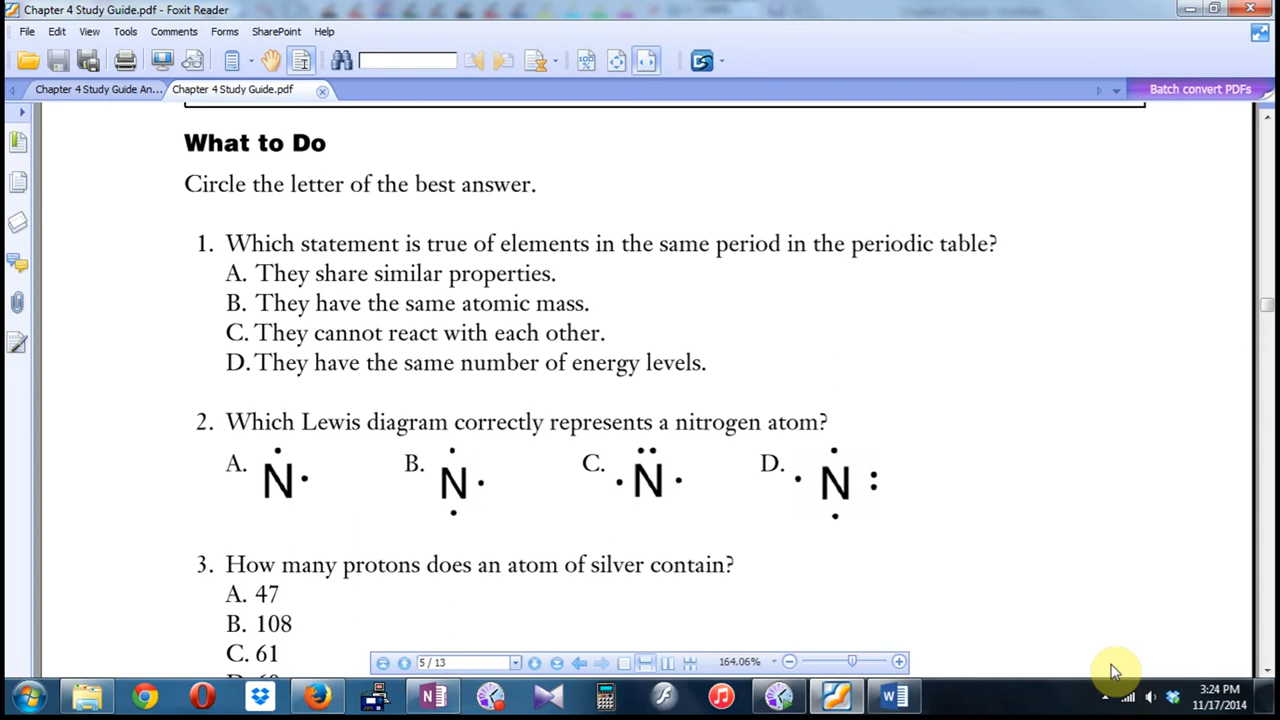 Chapter 4 Study Guide.pdf - Foxit Reader
File Edit View Tools Comments Forms SharePoint Help
Chapter 4 Study Guide An... Chapter 4 Study Guide.pdf Batch convert PDFs
What to Do
Circle the letter of the best answer.
1. Which statement is true of elements in the same period in the periodic table?
A. They share similar properties.
B. They have the same atomic mass.
C. They cannot react with each other.
D. They have the same number of energy levels.
2. Which Lewis diagram correctly represents a nitrogen atom?
A. N B. N C. N D. N
3. How many protons does an atom of silver contain?
A. 47
B. 108
C. 61
5 / 13 164.06%
3:24 PM
11/17/2014